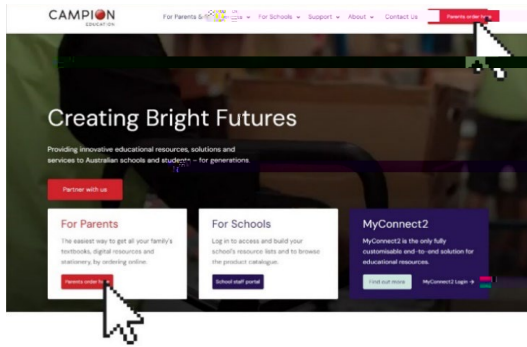 CAMPION
EDUCATION
For Parents &
For Schools
Support
About
Contact Us
Parents order
Creating Bright Futures
Providing innovative educational resources, solutions and
services to Australian schools and students – for generations
Partner with us
For Parents
The easiest way to get all your family's
textbooks, digital resources and
stationery, by ordering online.
Parents order
For Schools
Log in to access and build your
school's resource lists and to browse
the product catalogue.
School staff portal
MyConnect2
MyConnect2 is the only fully
customisable end-to-end solution for
educational resources.
Find out more
MyConnect2 Login →